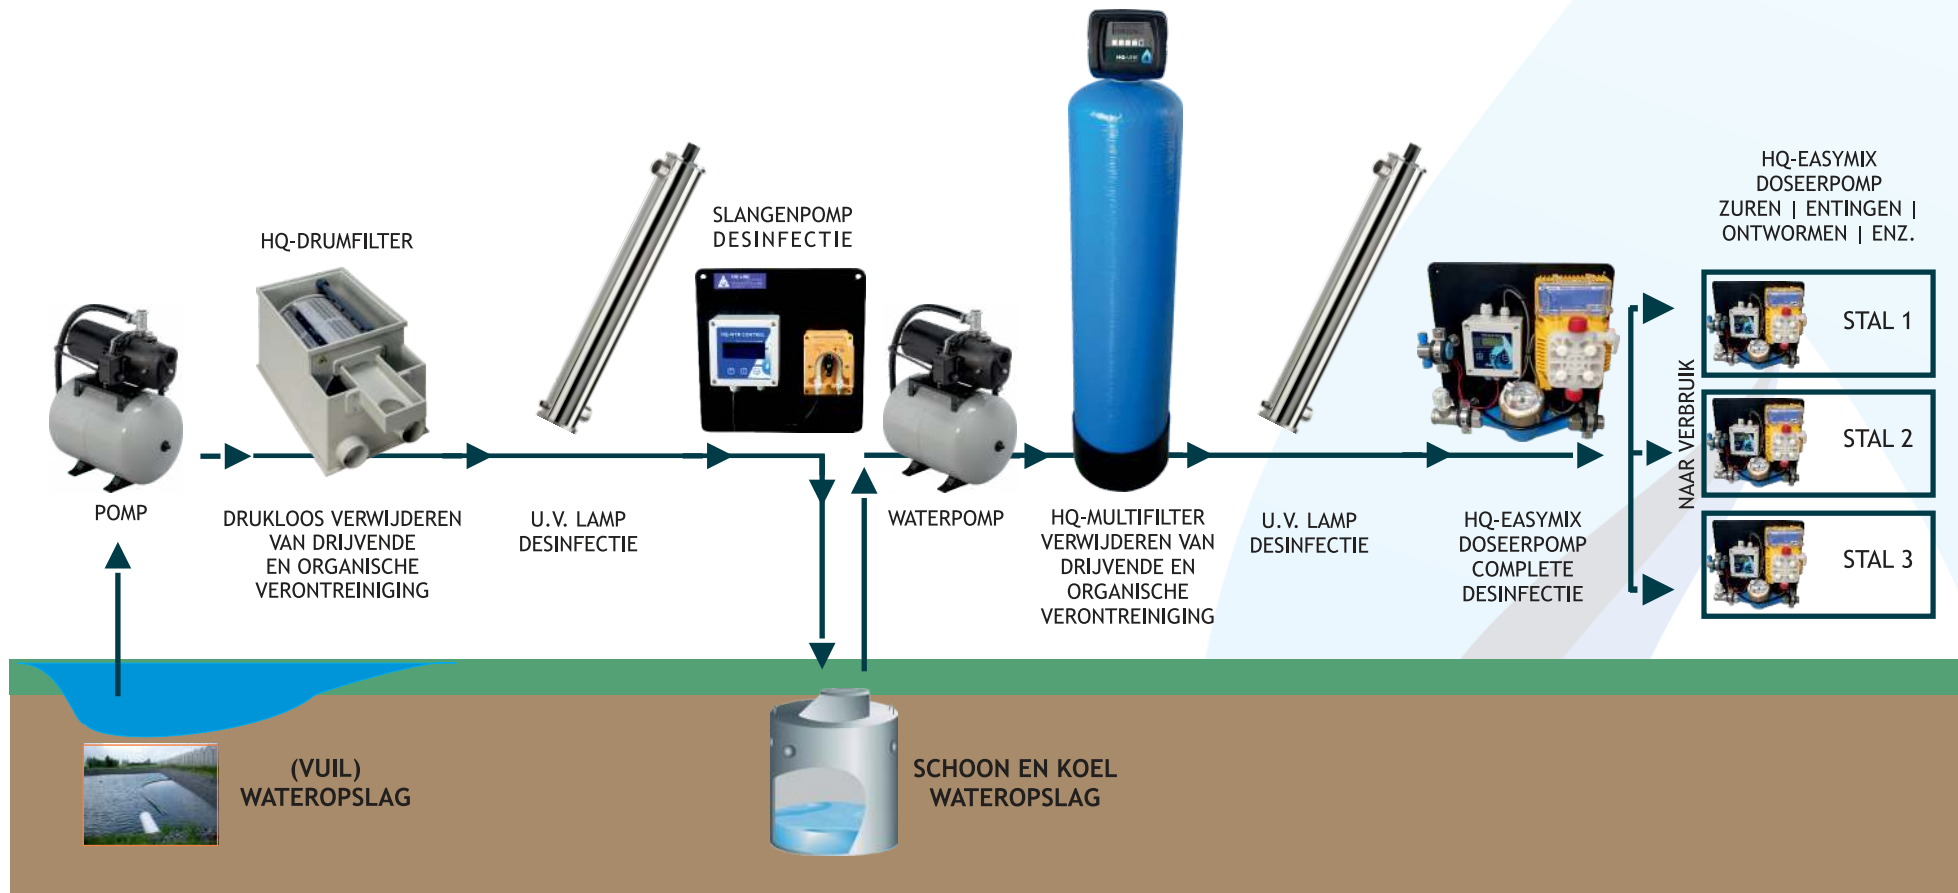 HQ-DRUMFILTER
SLANGENPOMP
DESINFECTIE
HQ-EASYMIX
DOSEERPOMP
ZUREN | ENTINGEN |
ONTWORMEN | ENZ.
STAL 1
STAL 2
STAL 3
NAAR VERBRUIK
POMP
DRUKLOOS VERWIJDEREN
VAN DRIJVENDE
EN ORGANISCHE
VERONTREINIGING
U.V. LAMP
DESINFECTIE
WATERPOMP
HQ-MULTIFILTER
VERWIJDEREN VAN
DRIJVENDE EN
ORGANISCHE
VERONTREINIGING
U.V. LAMP
DESINFECTIE
HQ-EASYMIX
DOSEERPOMP
COMPLETE
DESINFECTIE
(VUIL)
WATEROPSLAG
SCHOON EN KOEL
WATEROPSLAG